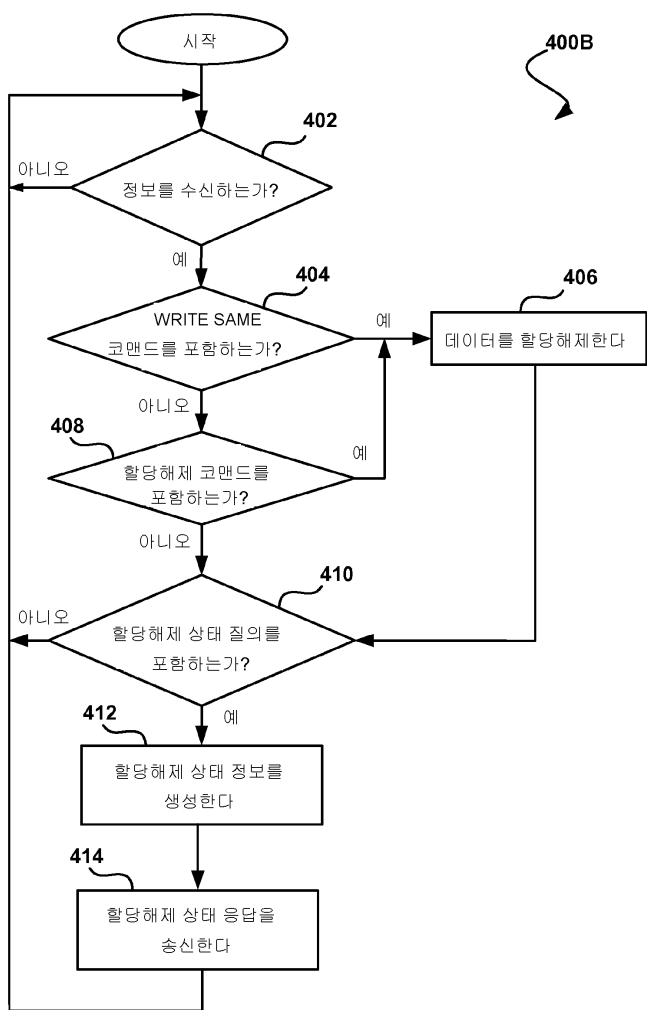 시작
400B
402
정보를 수신하는가?
아니오
예
404
WRITE SAME
코맨드를 포함하는가?
예
406
데이터를 할당해제한다
아니오
408
할당해제 코맨드를
포함하는가?
예
아니오
410
할당해제 상태 질의를
포함하는가?
아니오
예
412
할당해제 상태 정보를
생성한다
414
할당해제 상태 응답을
송신한다